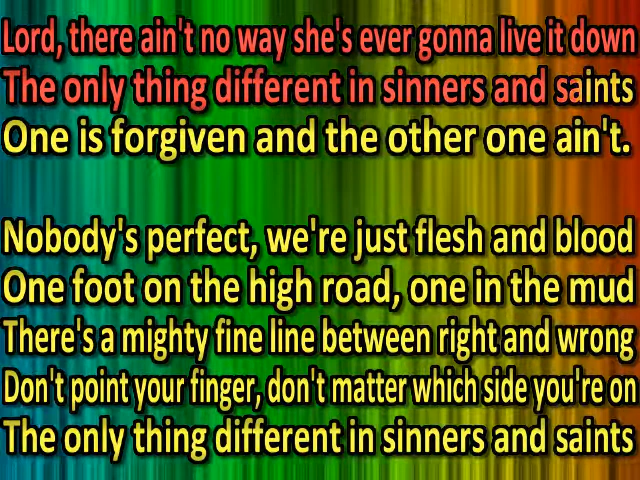 Lord, there ain't no way she's ever gonna live it down
The only thing different in sinners and saints
One is forgiven and the other one ain't.
Nobody's perfect, we're just flesh and blood
One foot on the high road, one in the mud
There's a mighty fine line between right and wrong
Don't point your finger, don't matter which side you're on
The only thing different in sinners and saints